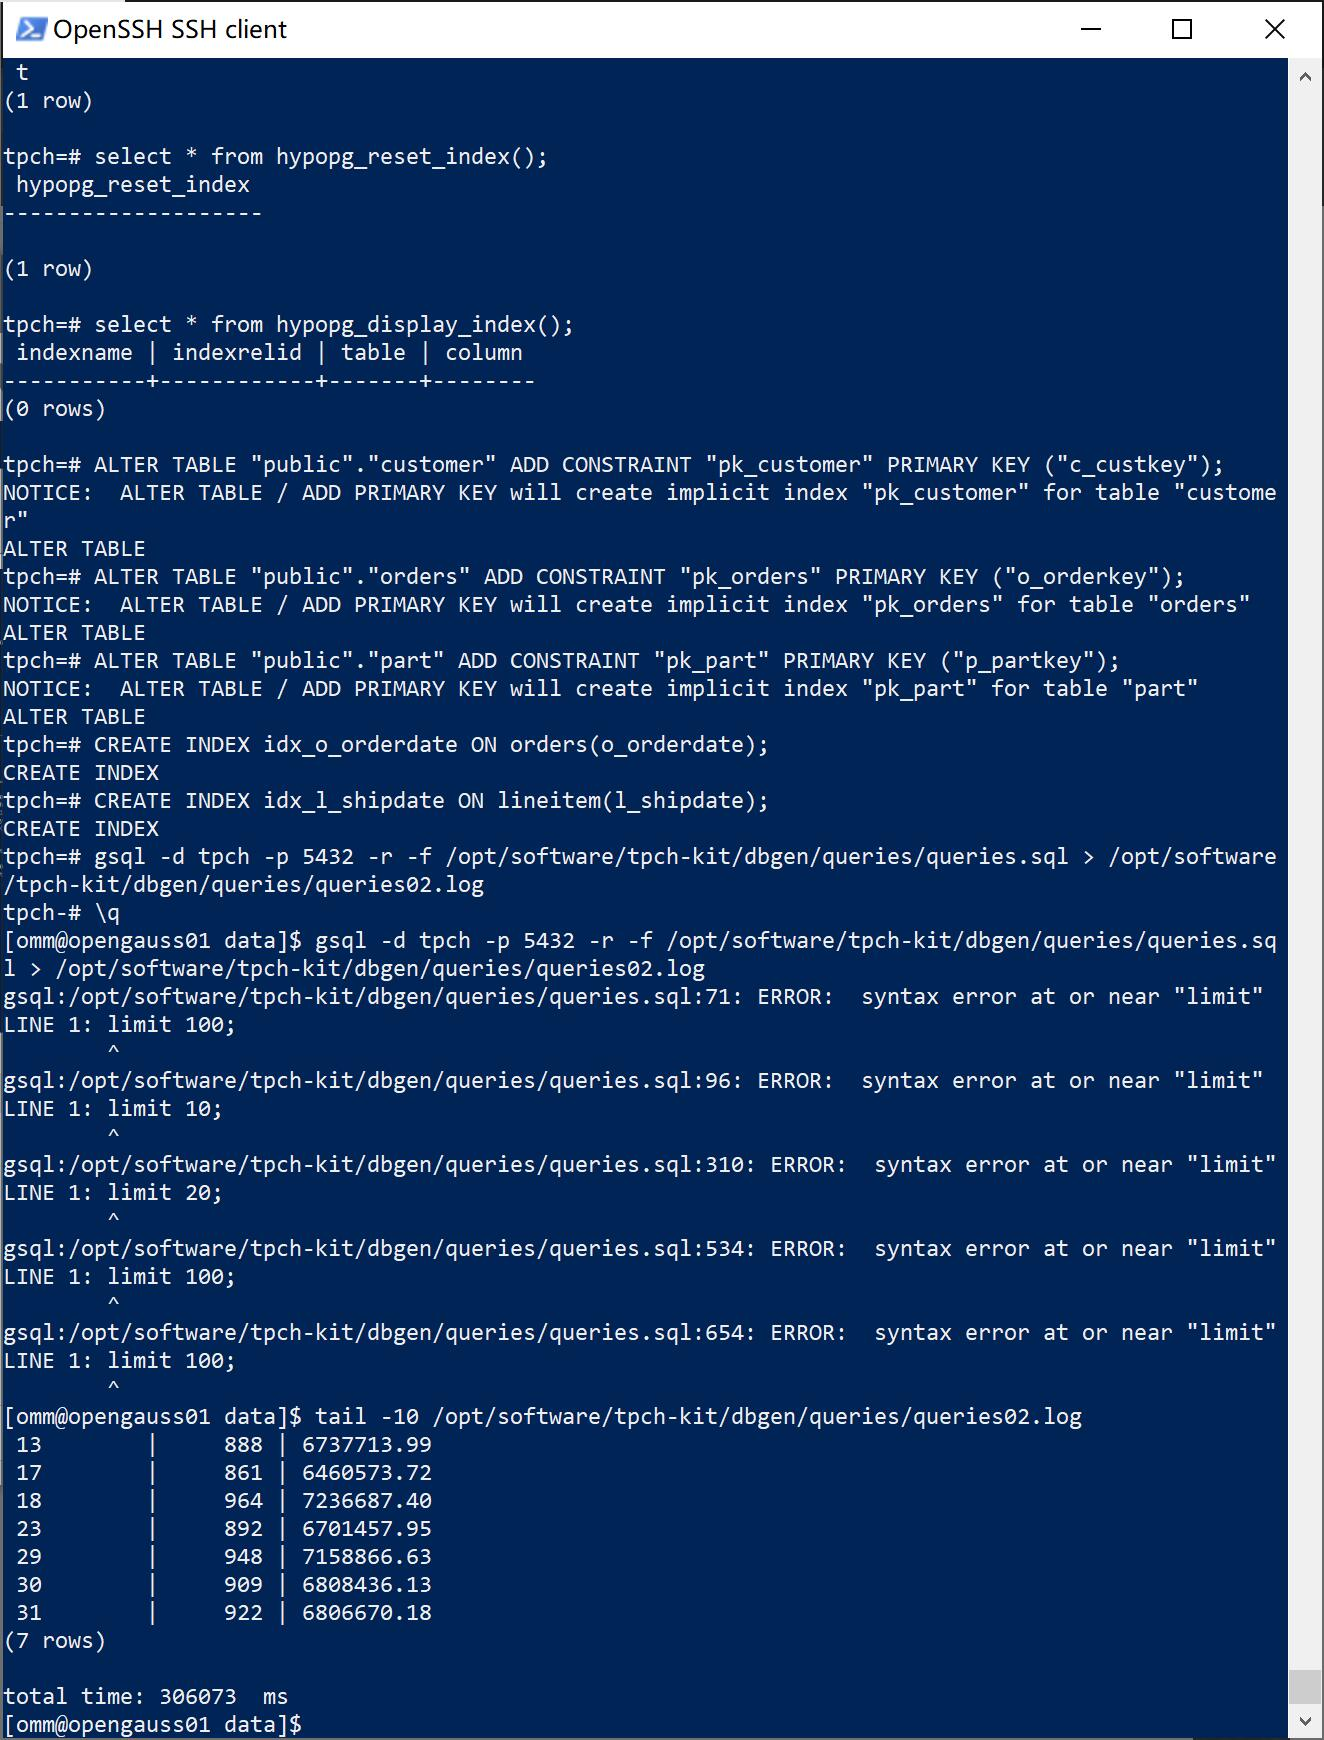 OpenSSH SSH client
t
(1 row)
tpch=# select * from hypopg_reset_index();
hypopg_reset_index
--------------------
(1 row)
tpch=# select * from hypopg_display_index();
indexname | indexrelid | table | column
-----------+------------+-------+--------
(0 rows)
tpch=# ALTER TABLE "public"."customer" ADD CONSTRAINT "pk_customer" PRIMARY KEY ("c_custkey");
NOTICE:  ALTER TABLE / ADD PRIMARY KEY will create implicit index "pk_customer" for table "custome
r"
ALTER TABLE
tpch=# ALTER TABLE "public"."orders" ADD CONSTRAINT "pk_orders" PRIMARY KEY ("o_orderkey");
NOTICE:  ALTER TABLE / ADD PRIMARY KEY will create implicit index "pk_orders" for table "orders"
ALTER TABLE
tpch=# ALTER TABLE "public"."part" ADD CONSTRAINT "pk_part" PRIMARY KEY ("p_partkey");
NOTICE:  ALTER TABLE / ADD PRIMARY KEY will create implicit index "pk_part" for table "part"
ALTER TABLE
tpch=# CREATE INDEX idx_o_orderdate ON orders(o_orderdate);
CREATE INDEX
tpch=# CREATE INDEX idx_l_shipdate ON lineitem(l_shipdate);
CREATE INDEX
tpch=# gsql -d tpch -p 5432 -r -f /opt/software/tpch-kit/dbgen/queries/queries.sql > /opt/software
/tpch-kit/dbgen/queries/queries02.log
tpch-# \q
[omm@opengauss01 data]$ gsql -d tpch -p 5432 -r -f /opt/software/tpch-kit/dbgen/queries/queries.sq
l > /opt/software/tpch-kit/dbgen/queries/queries02.log
gsql:/opt/software/tpch-kit/dbgen/queries/queries.sql:71: ERROR:  syntax error at or near "limit"
LINE 1: limit 100;
^
gsql:/opt/software/tpch-kit/dbgen/queries/queries.sql:96: ERROR:  syntax error at or near "limit"
LINE 1: limit 10;
^
gsql:/opt/software/tpch-kit/dbgen/queries/queries.sql:310: ERROR:  syntax error at or near "limit"
LINE 1: limit 20;
^
gsql:/opt/software/tpch-kit/dbgen/queries/queries.sql:534: ERROR:  syntax error at or near "limit"
LINE 1: limit 100;
^
gsql:/opt/software/tpch-kit/dbgen/queries/queries.sql:654: ERROR:  syntax error at or near "limit"
LINE 1: limit 100;
^
[omm@opengauss01 data]$ tail -10 /opt/software/tpch-kit/dbgen/queries/queries02.log
13 | 888 | 6737713.99
17 | 861 | 6460573.72
18 | 964 | 7236687.40
23 | 892 | 6701457.95
29 | 948 | 7158866.63
30 | 909 | 6808436.13
31 | 922 | 6806670.18
(7 rows)
total time: 306073  ms
[omm@opengauss01 data]$